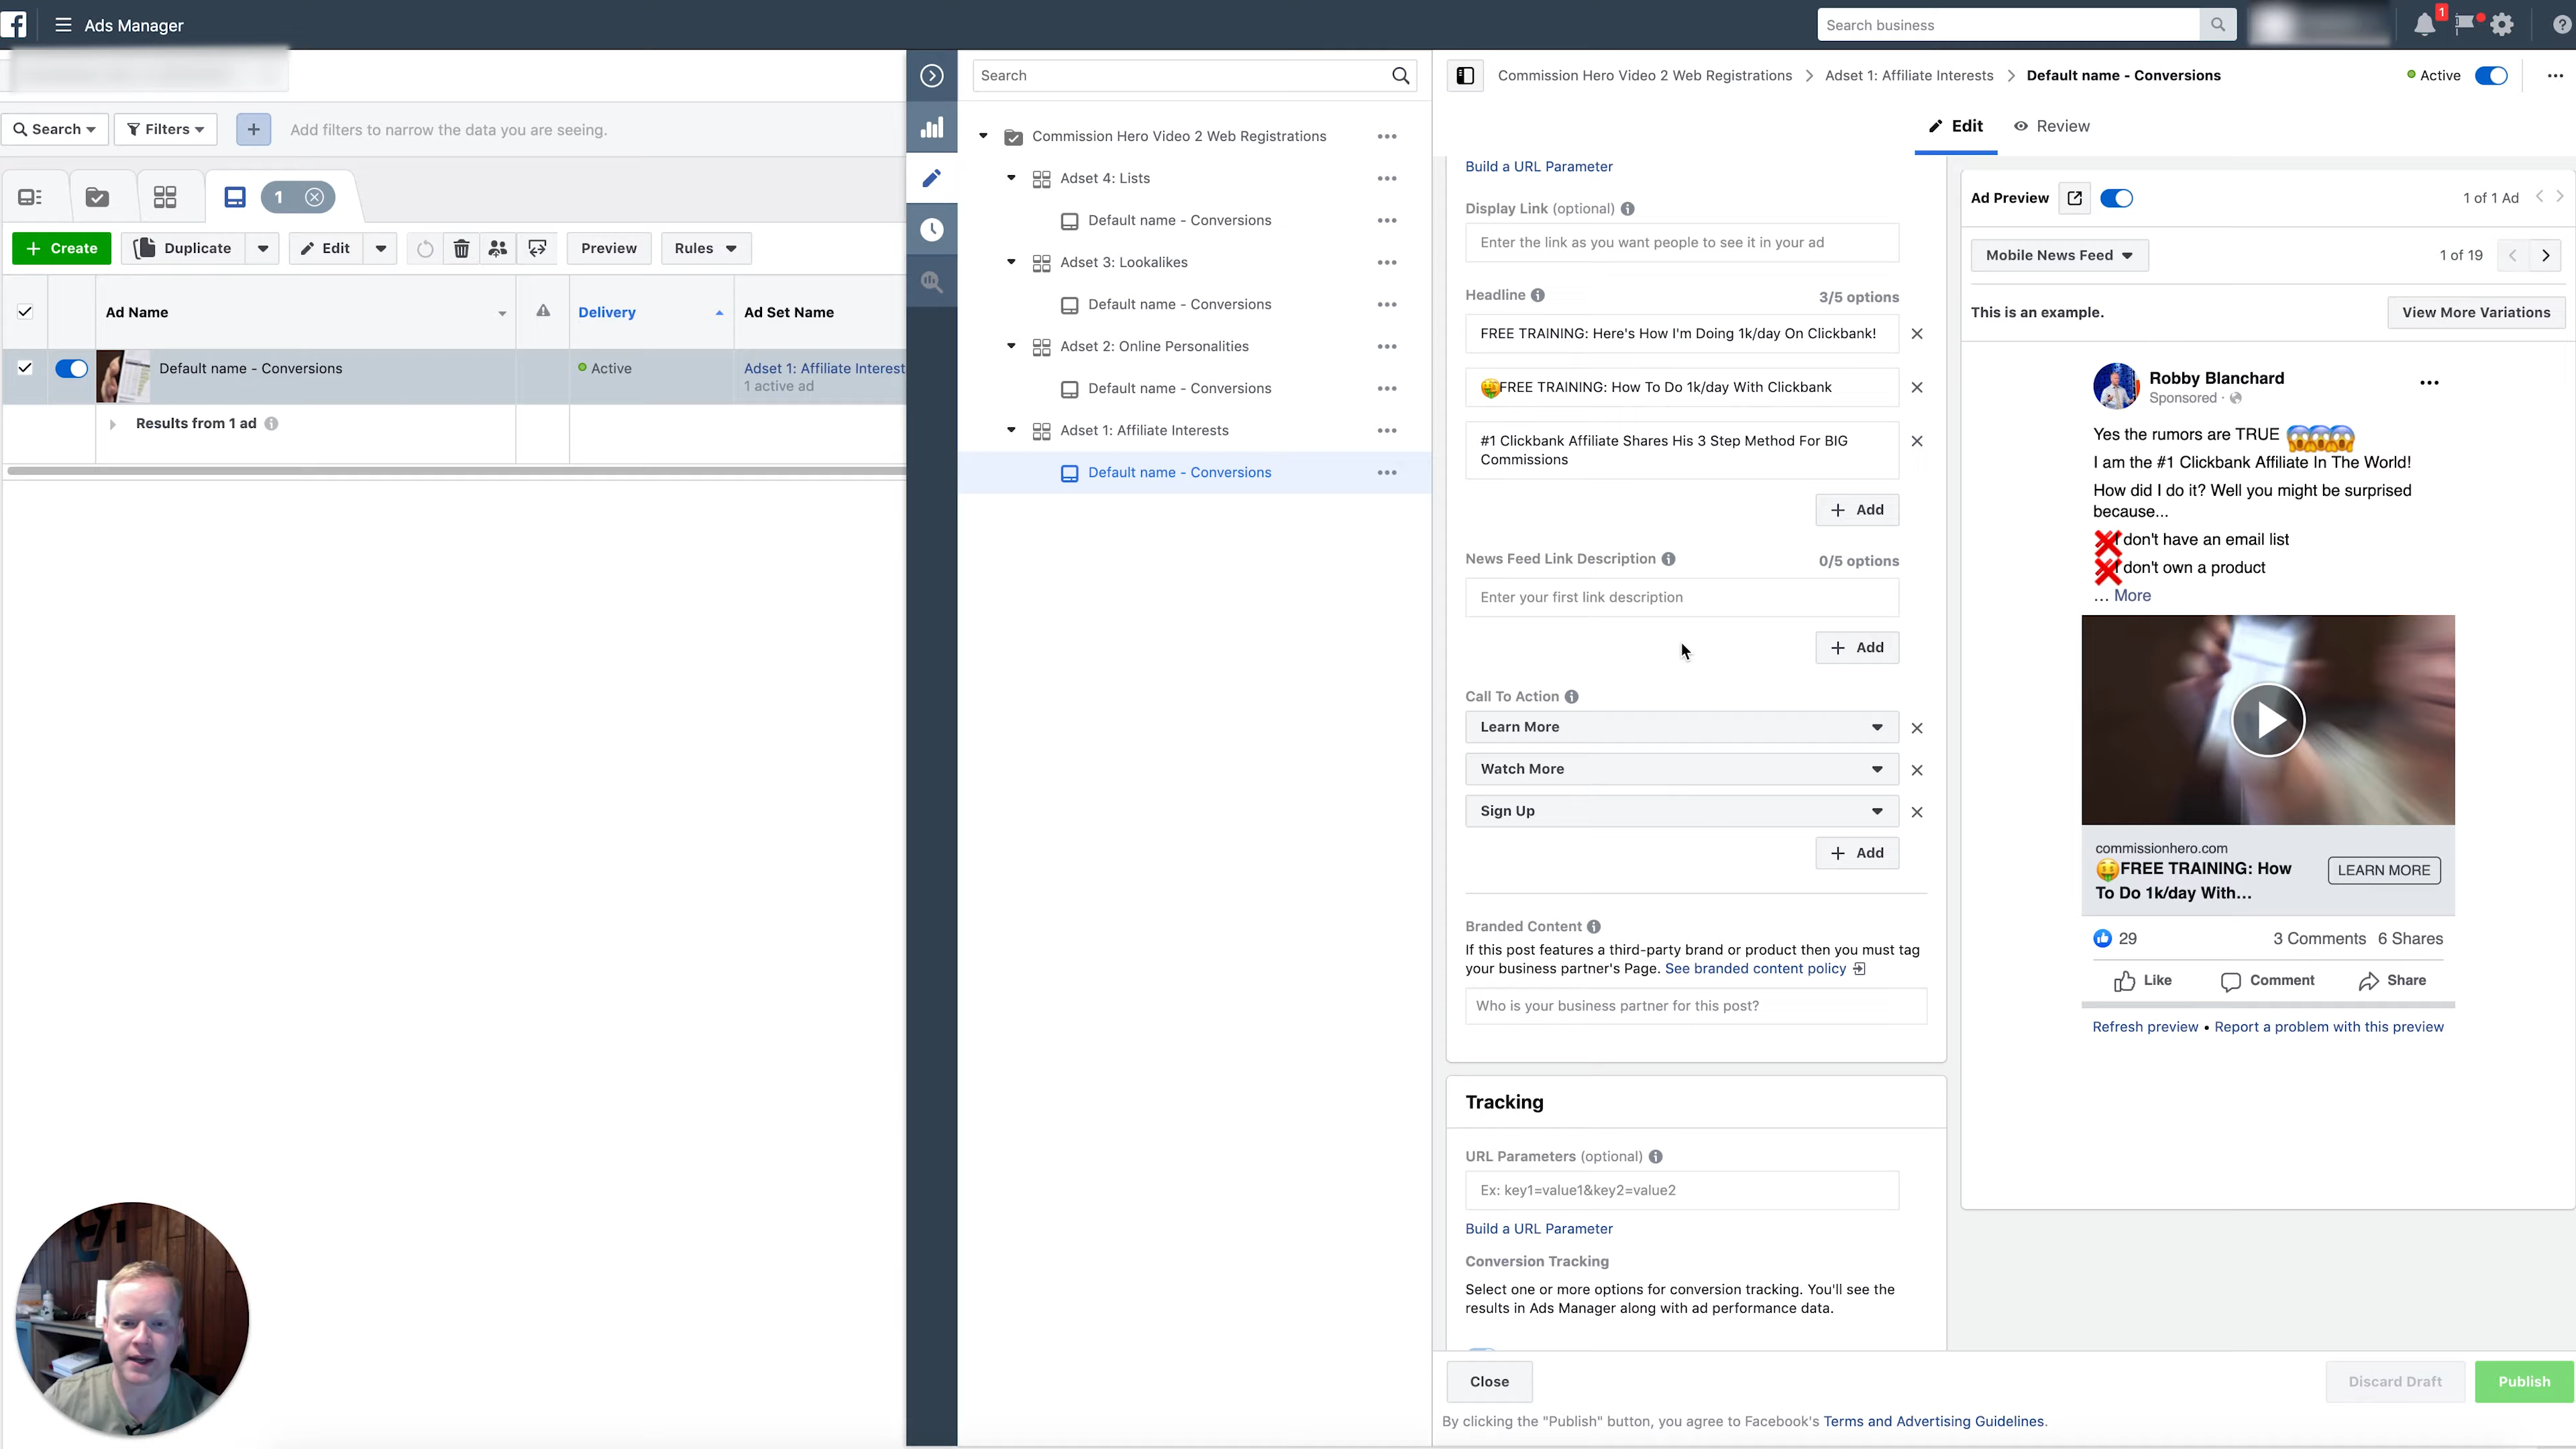 Ads Manager
Search business
1
Search
Filters
+
Add filters to narrow the data you are seeing.
1
+ Create
Duplicate
Edit
Preview
Rules
Ad Name
Delivery
Ad Set Name
Default name - Conversions
Active
Adset 1: Affiliate Interest
1 active ad
Results from 1 ad
Search
Commission Hero Video 2 Web Registrations
Adset 4: Lists
Default name - Conversions
Adset 3: Lookalikes
Default name - Conversions
Adset 2: Online Personalities
Default name - Conversions
Adset 1: Affiliate Interests
Default name - Conversions
Commission Hero Video 2 Web Registrations > Adset 1: Affiliate Interests > Default name - Conversions
Active
Edit
Review
Build a URL Parameter
Display Link (optional)
Enter the link as you want people to see it in your ad
Headline
3/5 options
FREE TRAINING: Here's How I'm Doing 1k/day On Clickbank!
🤑FREE TRAINING: How To Do 1k/day With Clickbank
#1 Clickbank Affiliate Shares His 3 Step Method For BIG
Commissions
+ Add
News Feed Link Description
0/5 options
Enter your first link description
+ Add
Call To Action
Learn More
Watch More
Sign Up
+ Add
Branded Content
If this post features a third-party brand or product then you must tag
your business partner's Page. See branded content policy
Who is your business partner for this post?
Tracking
URL Parameters (optional)
Ex: key1=value1&key2=value2
Build a URL Parameter
Conversion Tracking
Select one or more options for conversion tracking. You'll see the
results in Ads Manager along with ad performance data.
Close
Discard Draft
Publish
By clicking the "Publish" button, you agree to Facebook's Terms and Advertising Guidelines.
Ad Preview
1 of 1 Ad
Mobile News Feed
1 of 19
This is an example.
View More Variations
Robby Blanchard
Sponsored ·
Yes the rumors are TRUE 😱😱😱
I am the #1 Clickbank Affiliate In The World!
How did I do it? Well you might be surprised
because...
❌I don't have an email list
❌I don't own a product
... More
commissionhero.com
🤑FREE TRAINING: How
To Do 1k/day With...
LEARN MORE
29
3 Comments 6 Shares
Like
Comment
Share
Refresh preview • Report a problem with this preview